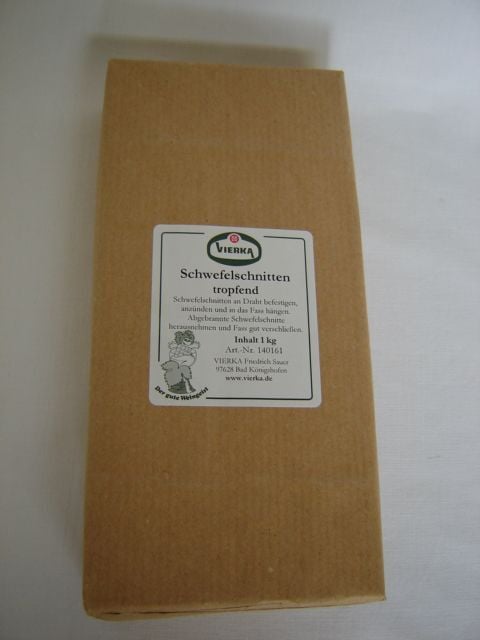 VIERKA
Schwefelschnitten
tropfend
Schwefelschnitten an Draht befestigen,
anzünden und in das Fass hängen.
Abgebrannte Schwefelschnitte
herausnehmen und Fass gut verschließen.
Inhalt 1 kg
Art.-Nr. 140161
VIERKA Friedrich Sauer
97628 Bad Königshofen
www.vierka.de
Der gute Weingeist